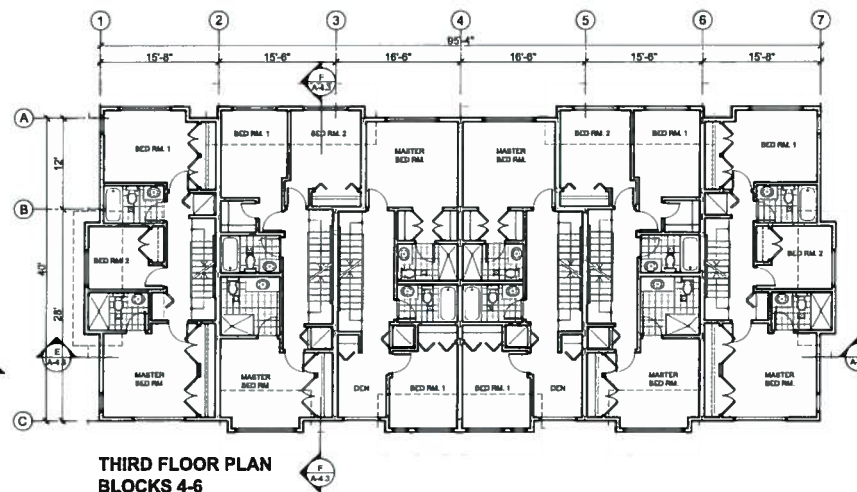 1 2 3 4 5 6 7
95'-4"
15'-8" 15'-6" 16'-6" 16'-6" 15'-6" 15'-8"
F
A-4.3
A
BED RM. 1 BED RM. 1 BED RM. 2 MASTER BED RM. MASTER BED RM. BED RM. 2 BED RM. 1 BED RM. 1
12'
B
BED RM. 2 BED RM. 2
40'
28'
E
A-4.3
MASTER BED RM. MASTER BED RM. DEN BED RM. 1 BED RM. 1 DEN MASTER BED RM. MASTER BED RM.
C
THIRD FLOOR PLAN
BLOCKS 4-6
F
A-4.3